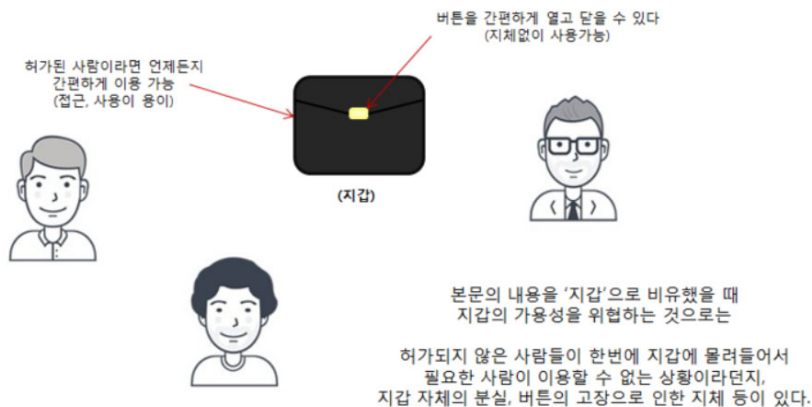 버튼을 간편하게 열고 닫을 수 있다
(지체없이 사용가능)
허가된 사람이라면 언제든지
간편하게 이용 가능
(접근, 사용이 용이)
(지갑)
본문의 내용을 '지갑'으로 비유했을 때
지갑의 가용성을 위협하는 것으로는
허가되지 않은 사람들이 한번에 지갑에 몰려들어서
필요한 사람이 이용할 수 없는 상황이라던지,
지갑 자체의 분실, 버튼의 고장으로 인한 지체 등이 있다.